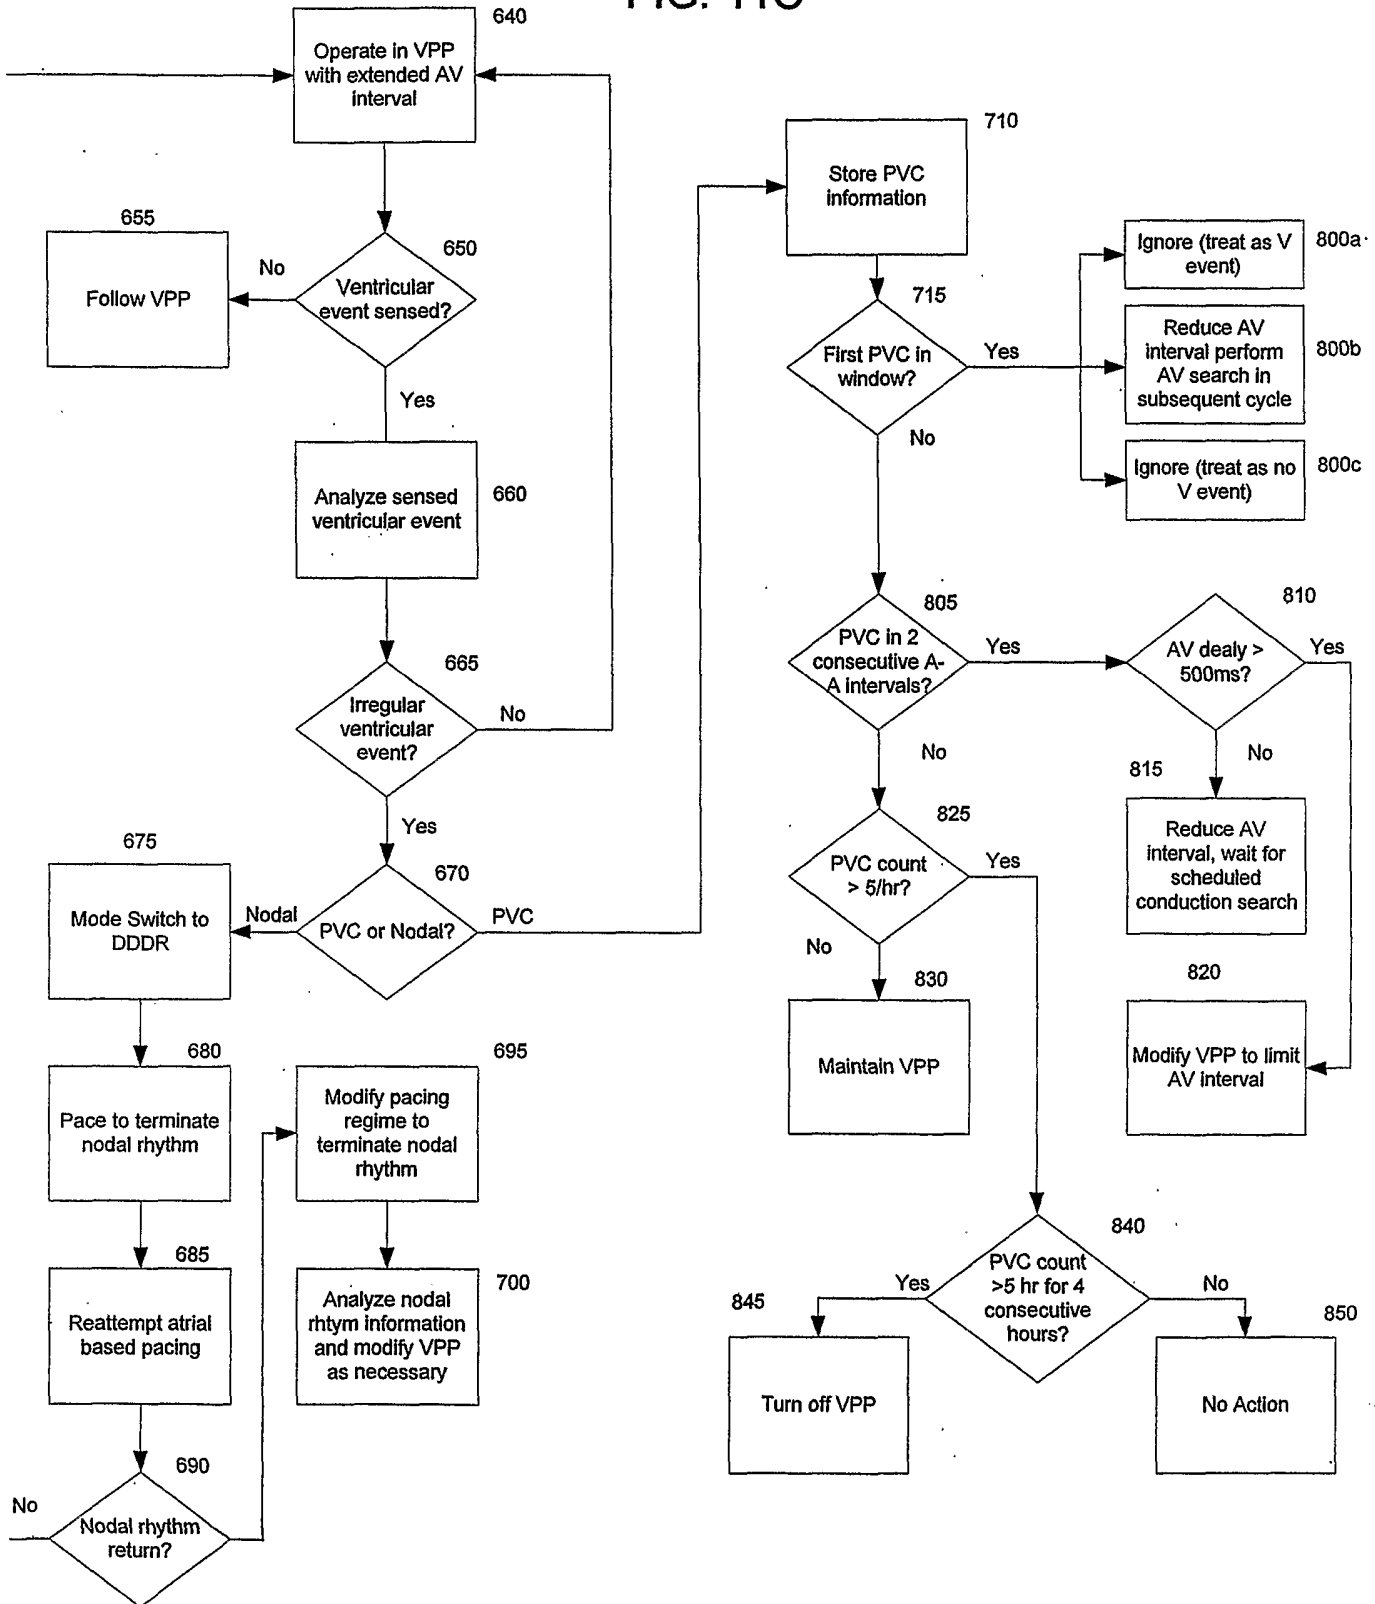 640
Operate in VPP
with extended AV
interval
655
Follow VPP
No
650
Ventricular
event sensed?
Yes
Analyze sensed
ventricular event
660
665
Irregular
ventricular
event?
No
Yes
675
Mode Switch to
DDDR
Nodal
670
PVC or Nodal?
PVC
680
Pace to terminate
nodal rhythm
695
Modify pacing
regime to
terminate nodal
rhythm
685
Reattempt atrial
based pacing
700
Analyze nodal
rhtym information
and modify VPP
as necessary
690
No
Nodal rhythm
return?
710
Store PVC
information
715
First PVC in
window?
Yes
No
Ignore (treat as V
event)
800a
Reduce AV
interval perform
AV search in
subsequent cycle
800b
Ignore (treat as no
V event)
800c
805
PVC in 2
consecutive A-
A intervals?
Yes
No
810
AV dealy >
500ms?
Yes
No
815
Reduce AV
interval, wait for
scheduled
conduction search
820
Modify VPP to limit
AV interval
825
PVC count
> 5/hr?
Yes
No
830
Maintain VPP
840
PVC count
>5 hr for 4
consecutive
hours?
Yes
No
845
Turn off VPP
850
No Action